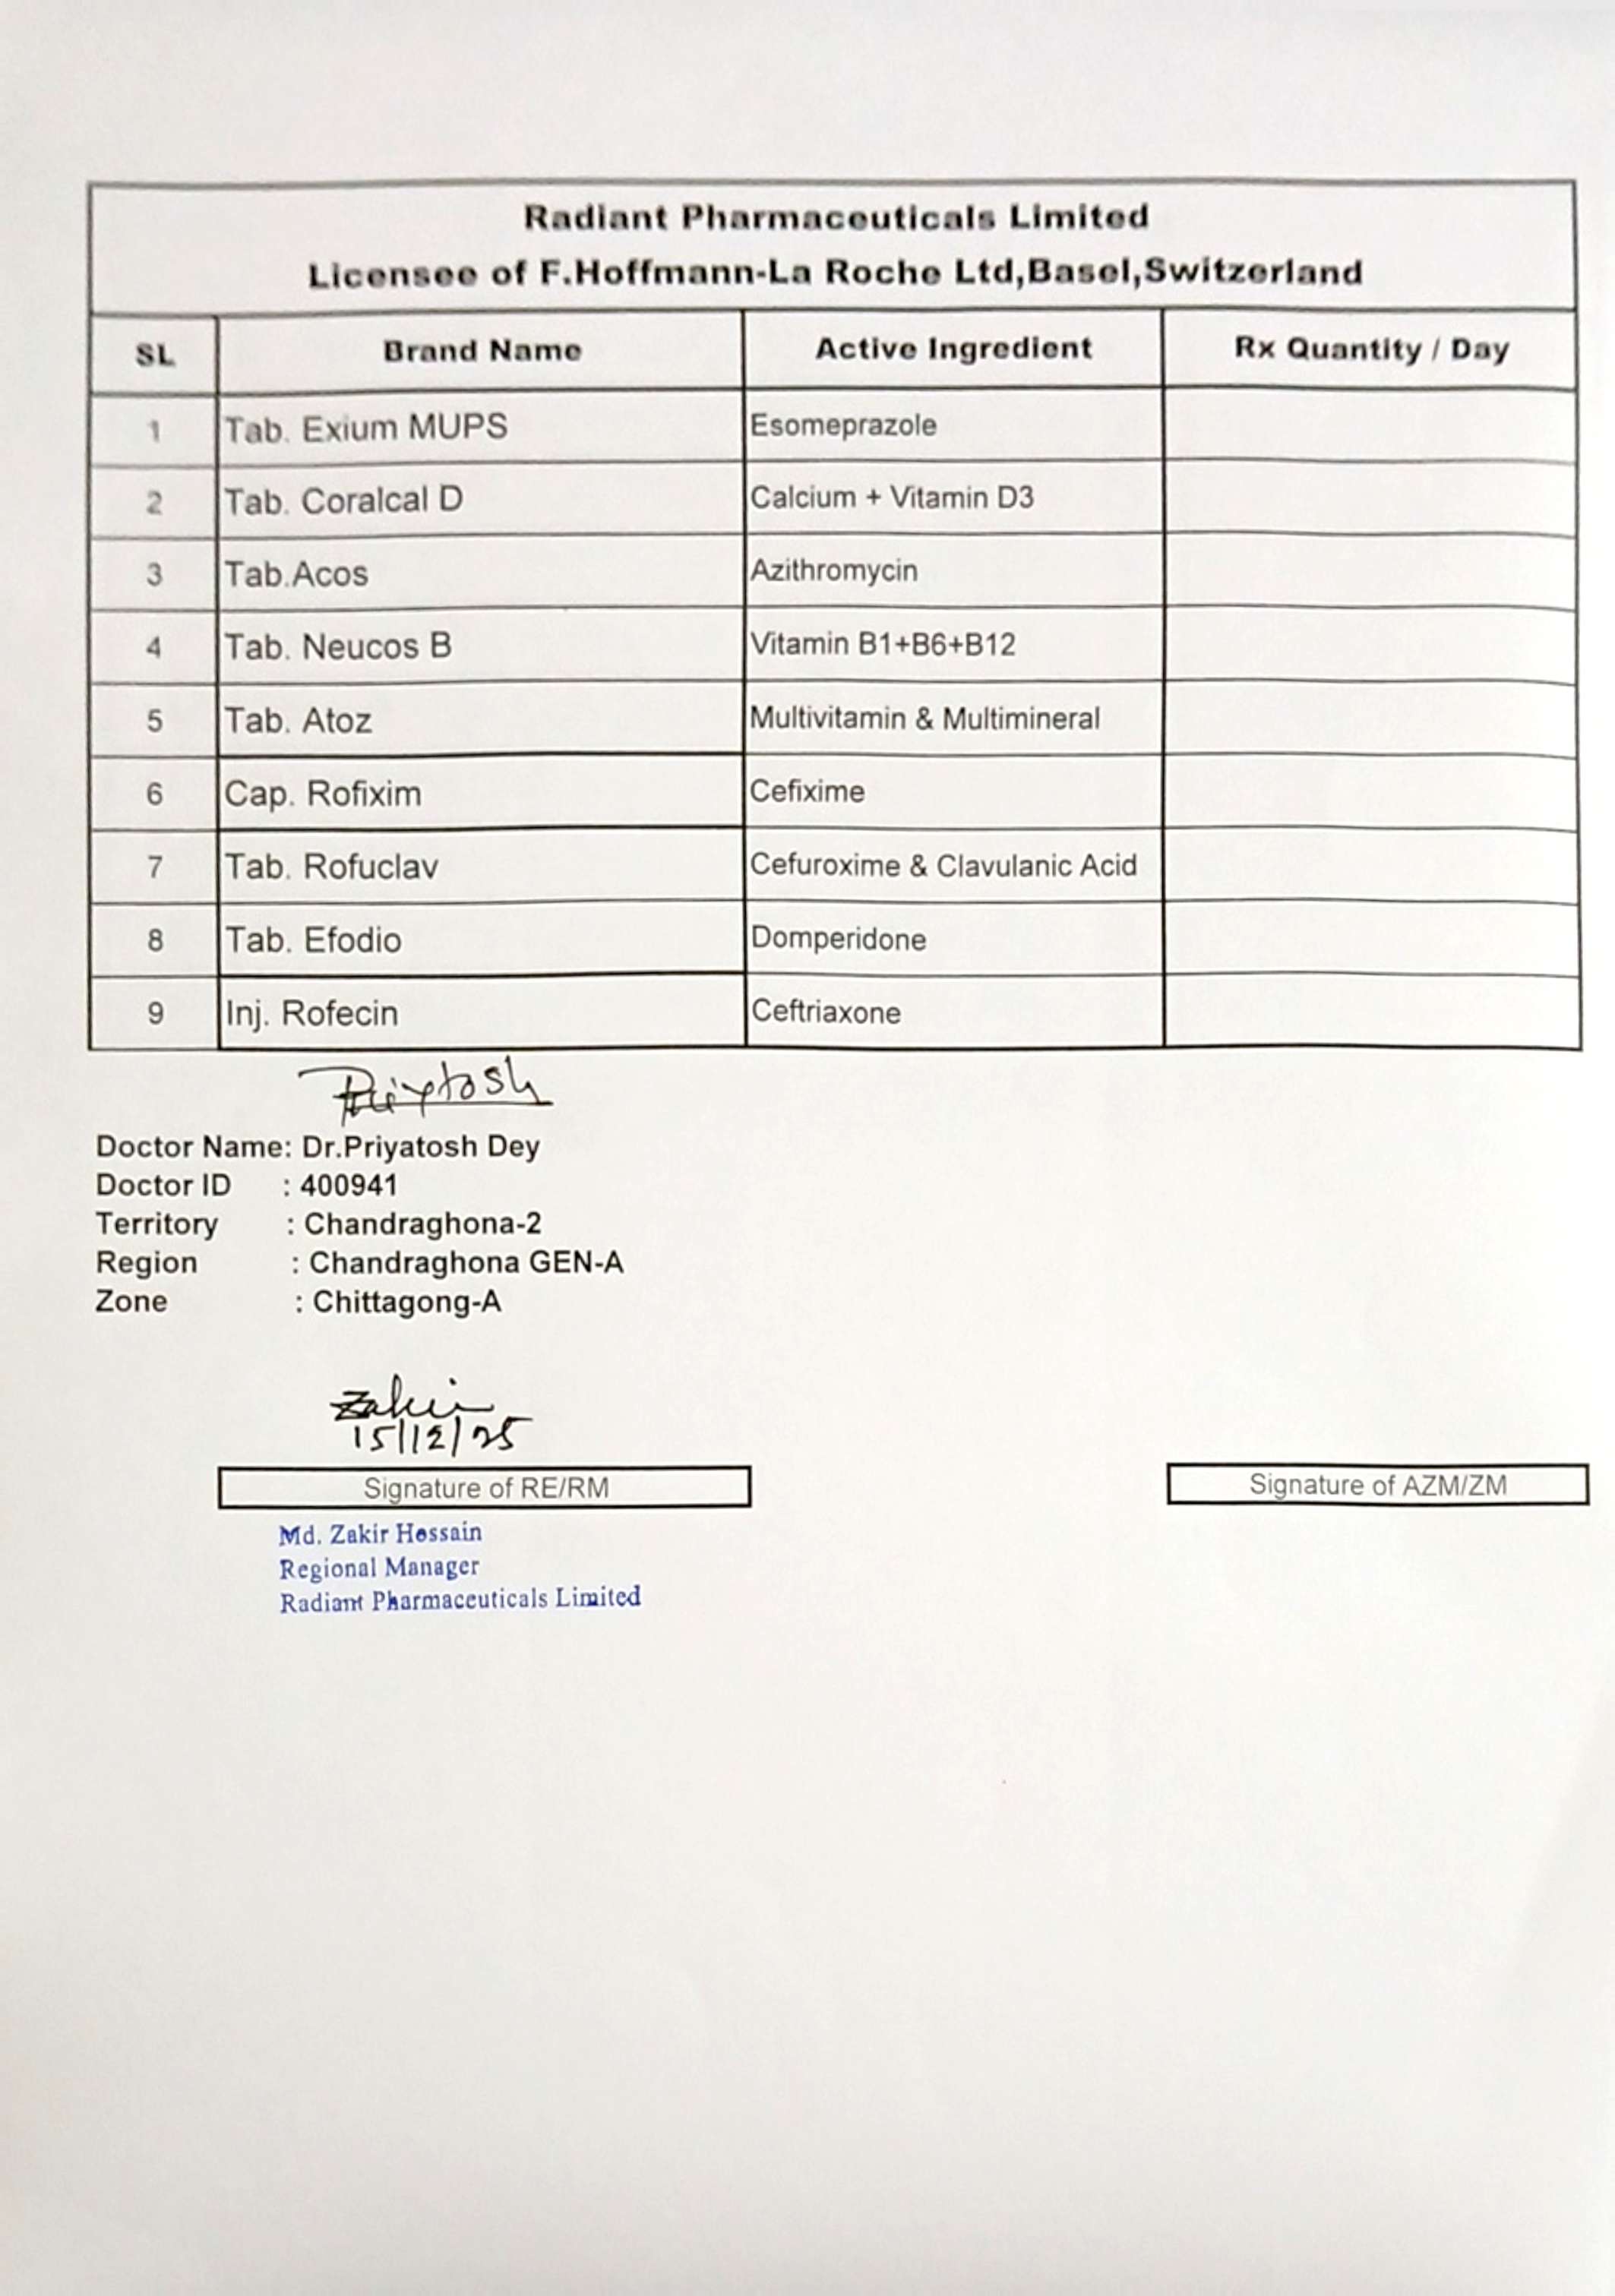 Radiant Pharmaceuticals Limited
Licensee of F.Hoffmann-La Roche Ltd,Basel,Switzerland
SL Brand Name Active Ingredient Rx Quantity / Day
1 Tab. Exium MUPS Esomeprazole
2 Tab. Coralcal D Calcium + Vitamin D3
3 Tab.Acos Azithromycin
4 Tab. Neucos B Vitamin B1+B6+B12
5 Tab. Atoz Multivitamin & Multimineral
6 Cap. Rofixim Cefixime
7 Tab. Rofuclav Cefuroxime & Clavulanic Acid
8 Tab. Efodio Domperidone
9 Inj. Rofecin Ceftriaxone
Priytosh
Doctor Name: Dr.Priyatosh Dey
Doctor ID : 400941
Territory : Chandraghona-2
Region : Chandraghona GEN-A
Zone : Chittagong-A
Zakir
15/12/25
Signature of RE/RM Signature of AZM/ZM
Md. Zakir Hossain
Regional Manager
Radiant Pharmaceuticals Limited